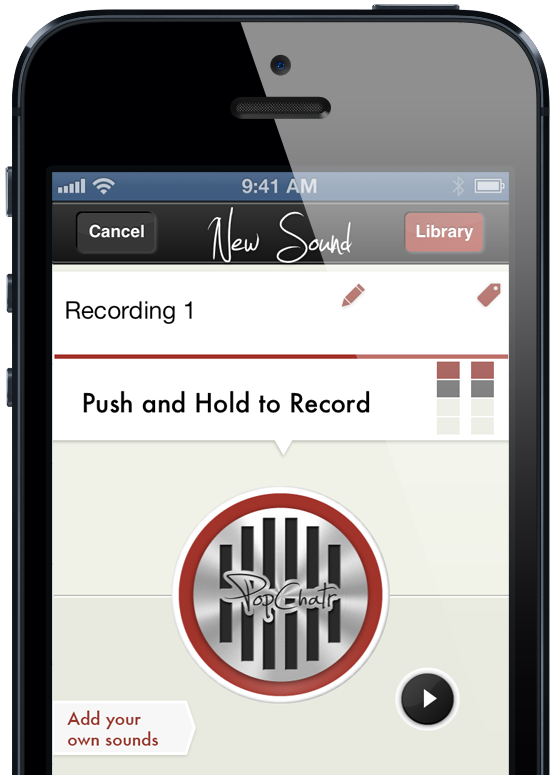 9:41 AM
Cancel
New Sound
Library
Recording 1
Push and Hold to Record
PopChatr
Add your
own sounds